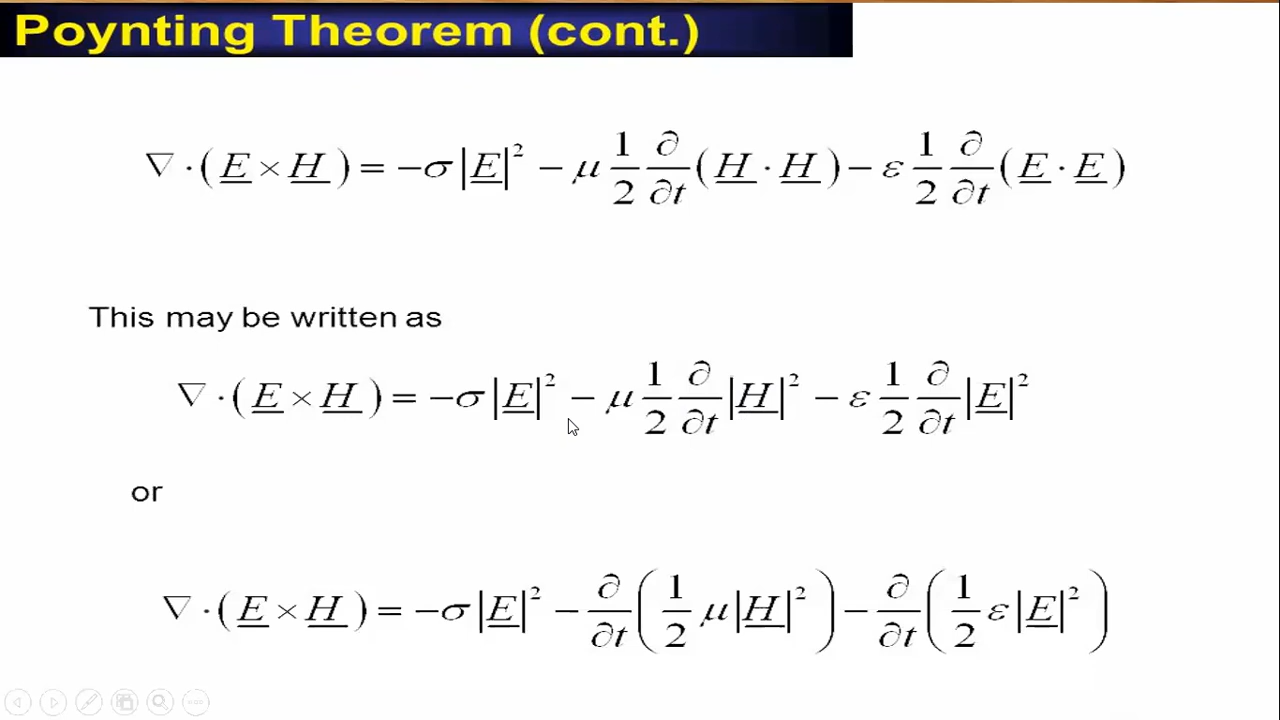 Poynting Theorem (cont.)
∇ · (E × H) = −σ|E|² − μ 1/2 ∂/∂t (H · H) − ε 1/2 ∂/∂t (E · E)
This may be written as
∇ · (E × H) = −σ|E|² − μ 1/2 ∂/∂t |H|² − ε 1/2 ∂/∂t |E|²
or
∇ · (E × H) = −σ|E|² − ∂/∂t (1/2 μ|H|²) − ∂/∂t (1/2 ε|E|²)